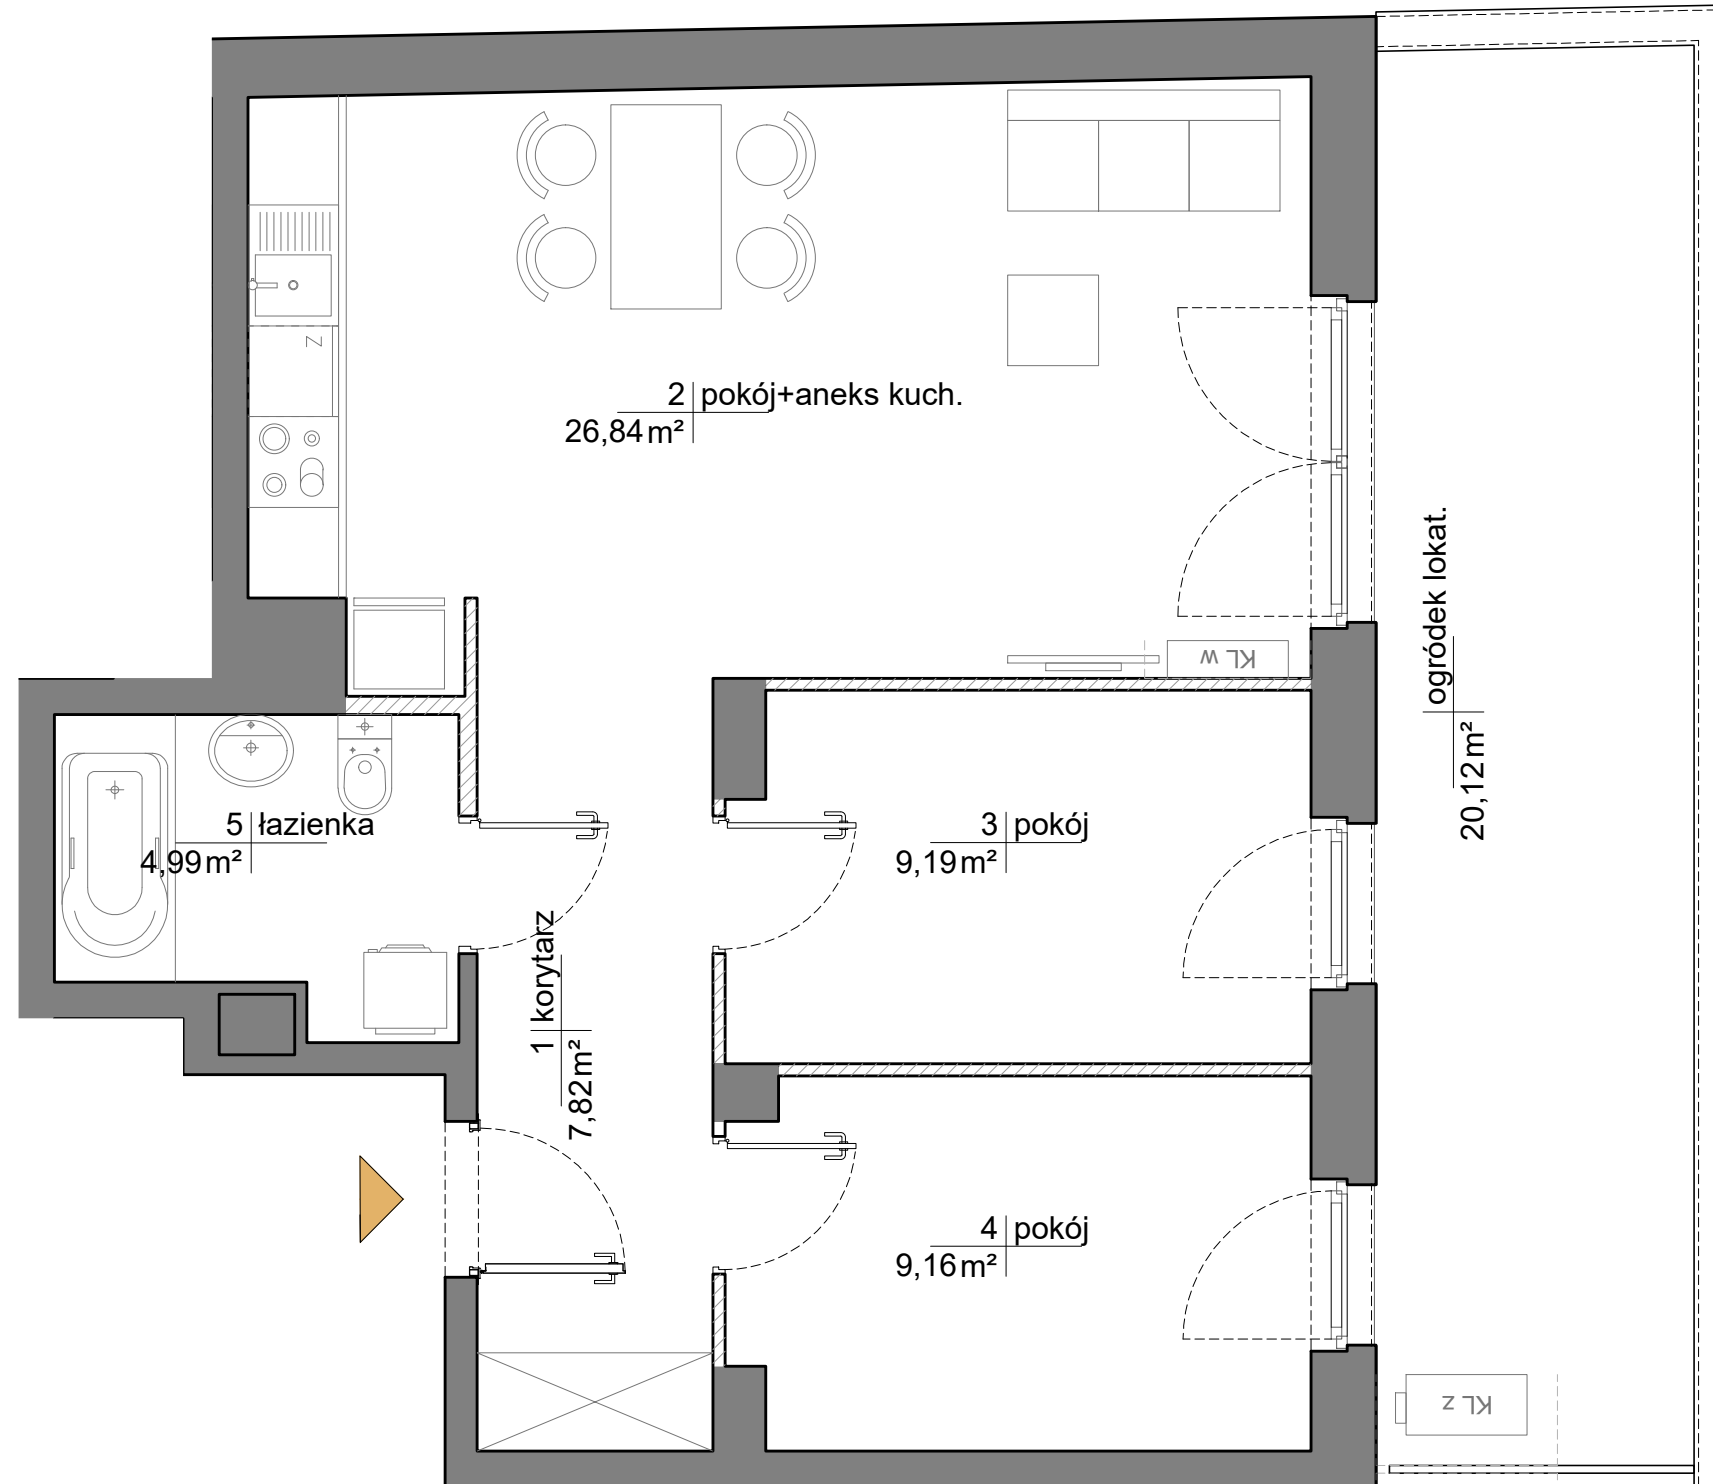 Z
2 pokój+aneks kuch.
26,84 m²
KL w
ogródek lokat.
20,12 m²
5 łazienka
4,99 m²
3 pokój
9,19 m²
1 korytarz
7,82 m²
4 pokój
9,16 m²
KL z